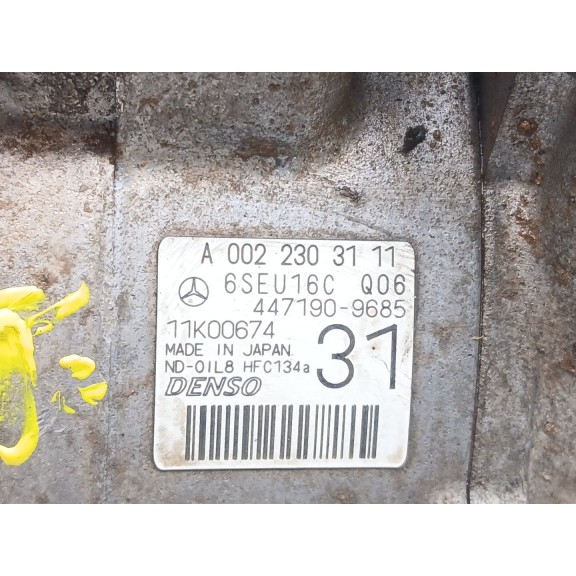 A 002 230 31 11
6SEU16C Q06
447190-9685
11K00674
31
MADE IN JAPAN
ND-OIL8 HFC134a
DENSO